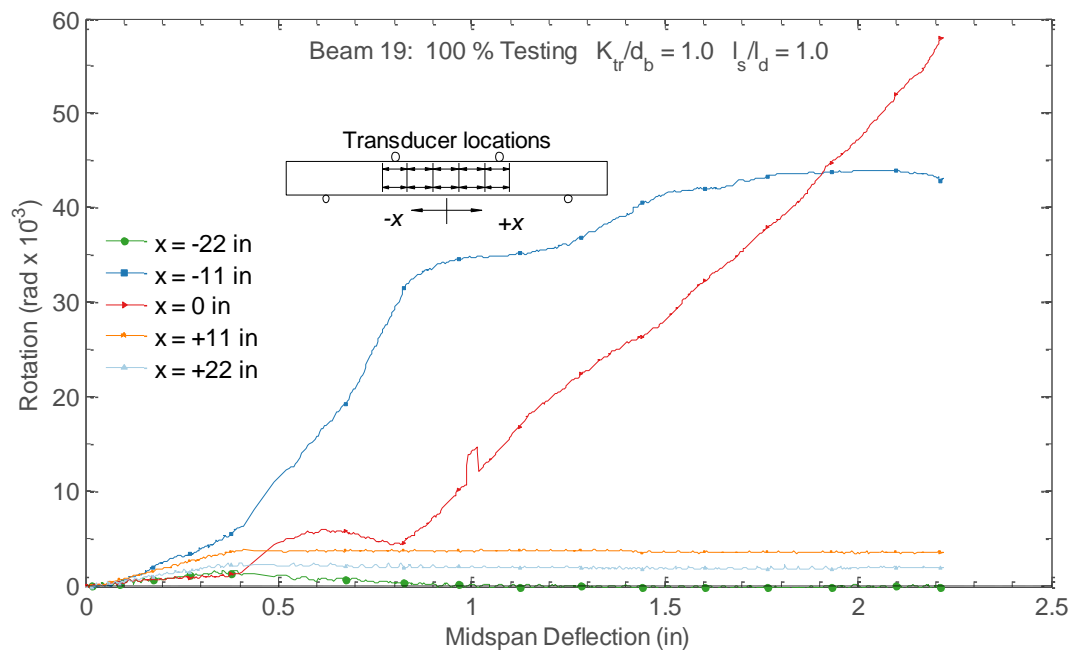 Beam 19: 100 % Testing K_tr/d_b = 1.0 l_s/l_d = 1.0
Transducer locations
-x +x
x = -22 in
x = -11 in
x = 0 in
x = +11 in
x = +22 in
Rotation (rad x 10^-3)
60
50
40
30
20
10
0
0 0.5 1 1.5 2 2.5
Midspan Deflection (in)